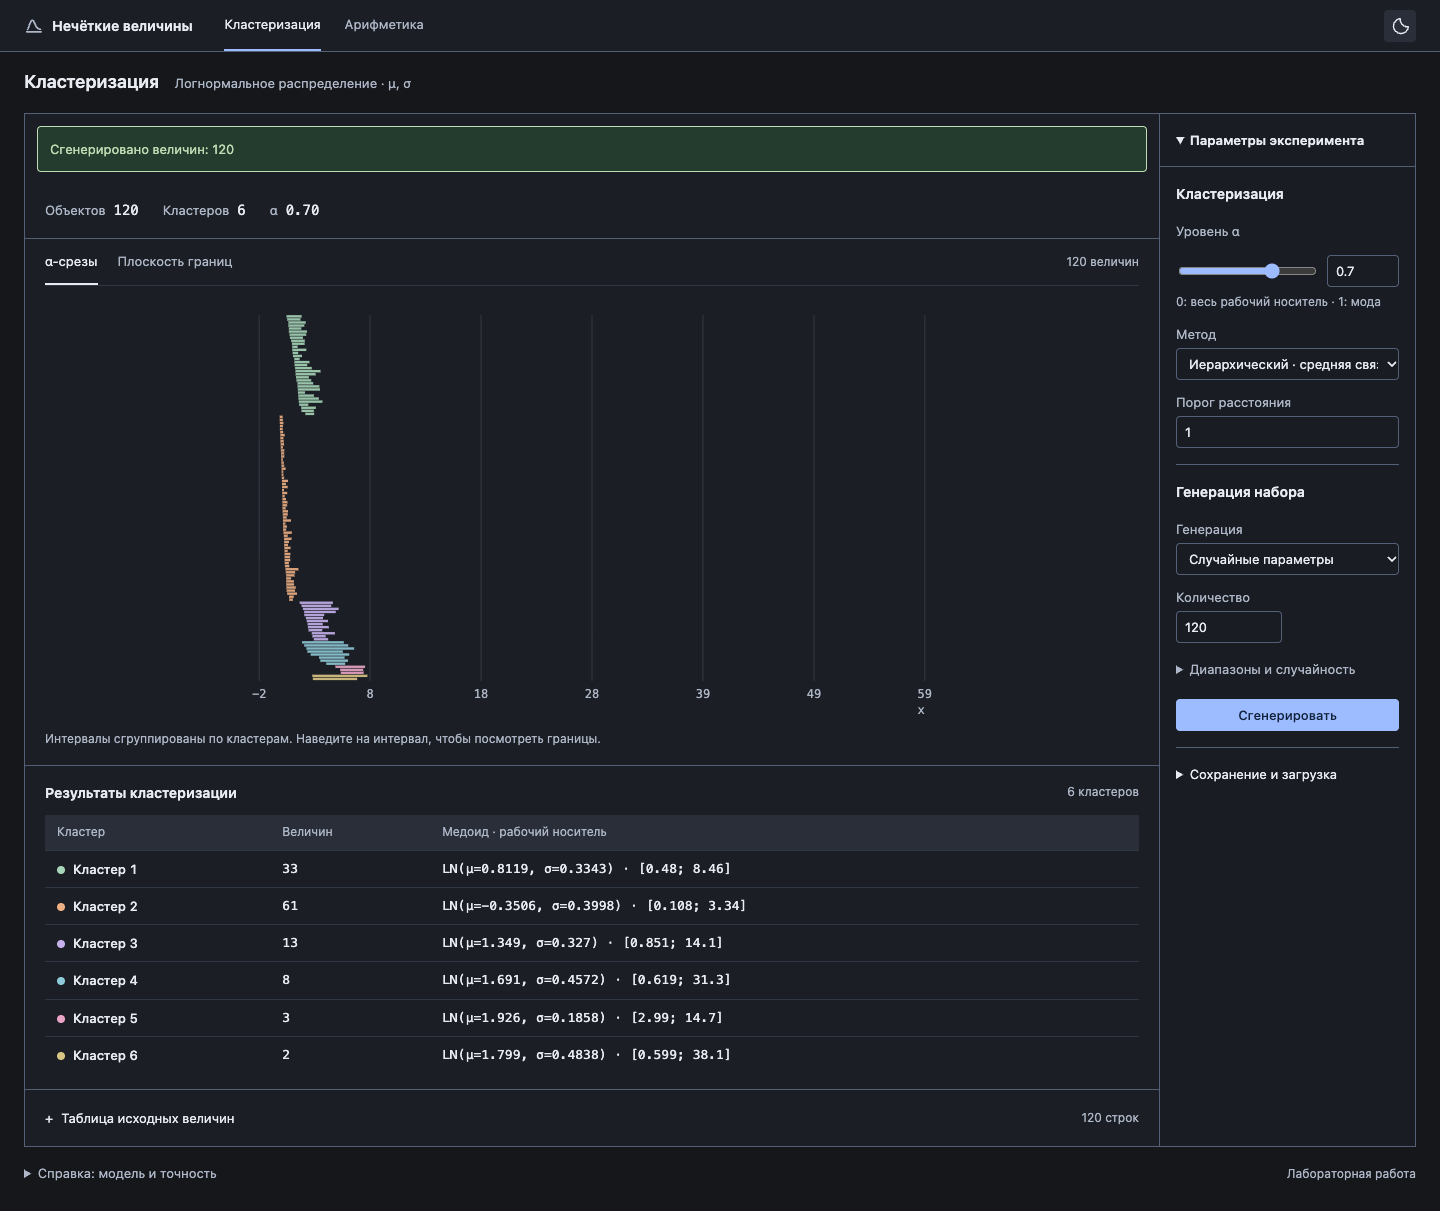 Нечёткие величины
Кластеризация
Арифметика
Кластеризация
Логнормальное распределение · μ, σ
Сгенерировано величин: 120
Объектов 120 Кластеров 6 α 0.70
α-срезы
Плоскость границ
120 величин
−2 8 18 28 39 49 59
x
Интервалы сгруппированы по кластерам. Наведите на интервал, чтобы посмотреть границы.
Результаты кластеризации
6 кластеров
Кластер Величин Медоид · рабочий носитель
Кластер 1 33 LN(μ=0.8119, σ=0.3343) · [0.48; 8.46]
Кластер 2 61 LN(μ=−0.3506, σ=0.3998) · [0.108; 3.34]
Кластер 3 13 LN(μ=1.349, σ=0.327) · [0.851; 14.1]
Кластер 4 8 LN(μ=1.691, σ=0.4572) · [0.619; 31.3]
Кластер 5 3 LN(μ=1.926, σ=0.1858) · [2.99; 14.7]
Кластер 6 2 LN(μ=1.799, σ=0.4838) · [0.599; 38.1]
+ Таблица исходных величин
120 строк
Параметры эксперимента
Кластеризация
Уровень α
0.7
0: весь рабочий носитель · 1: мода
Метод
Иерархический · средняя свя
Порог расстояния
1
Генерация набора
Генерация
Случайные параметры
Количество
120
Диапазоны и случайность
Сгенерировать
Сохранение и загрузка
Справка: модель и точность
Лабораторная работа